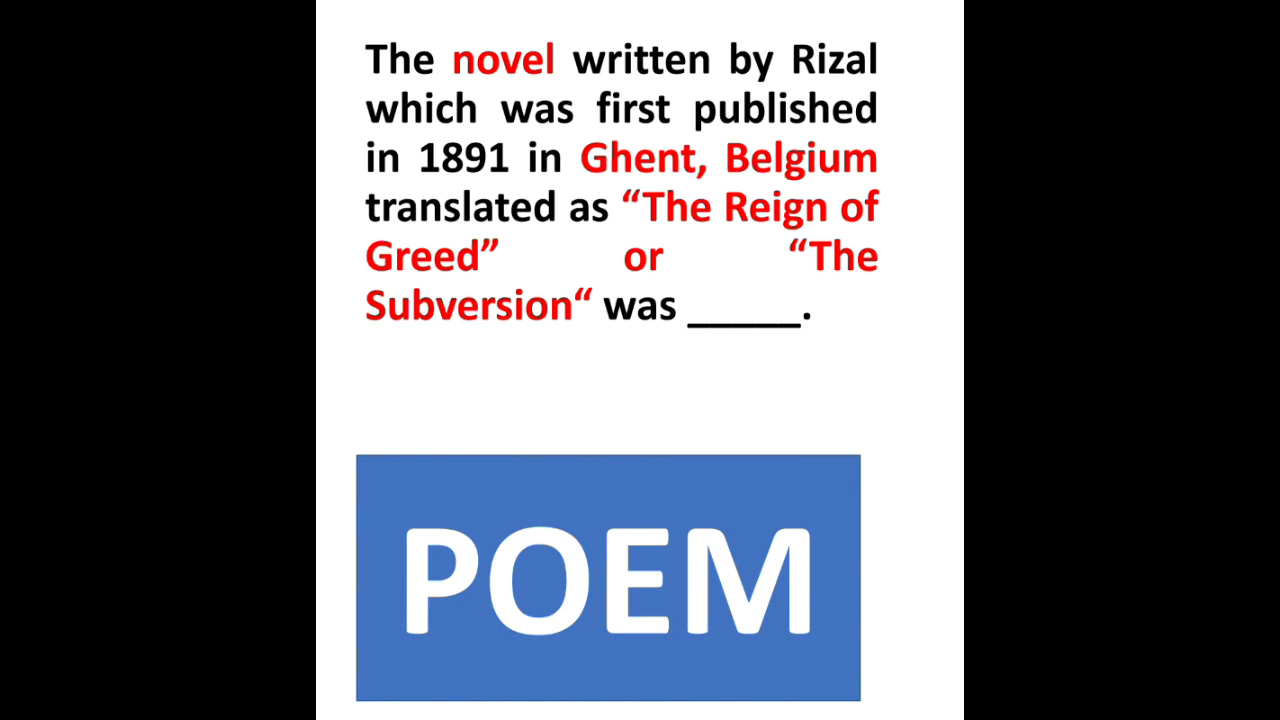 The novel written by Rizal
which was first published
in 1891 in Ghent, Belgium
translated as “The Reign of
Greed” or “The
Subversion“ was _____.
POEM